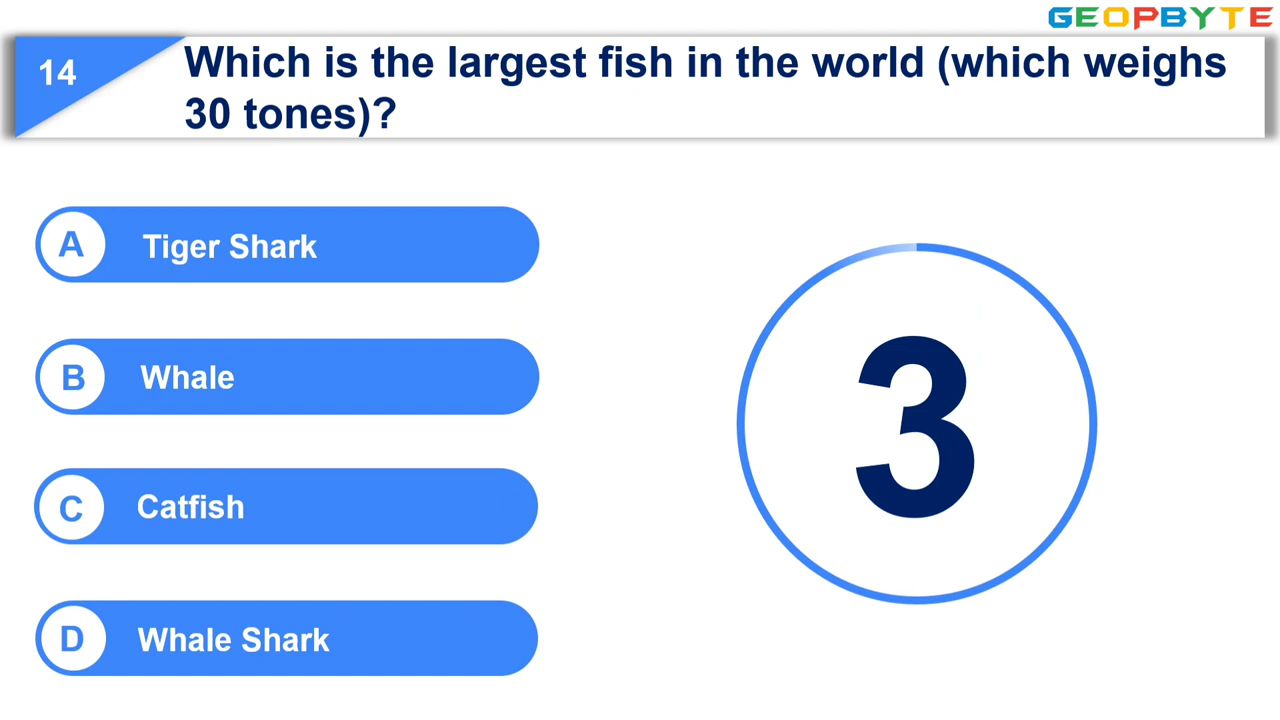 GEOPBYTE
14
Which is the largest fish in the world (which weighs
30 tones)?
A
Tiger Shark
B
Whale
C
Catfish
D
Whale Shark
3